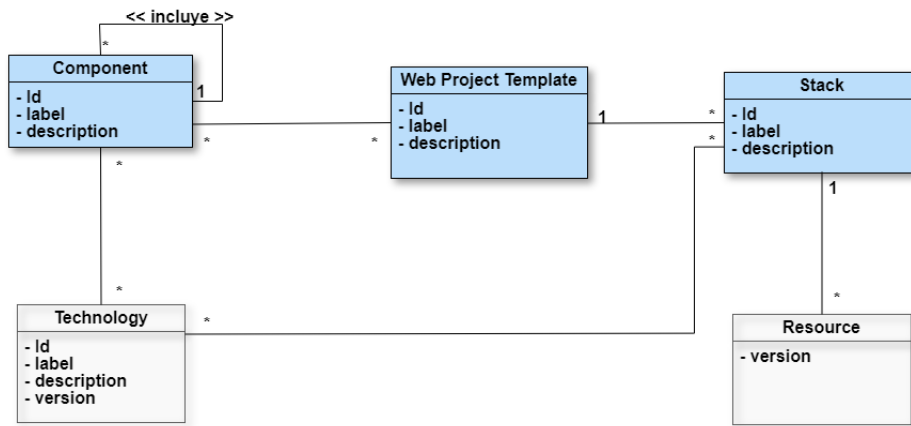 << incluye >>
*
Component
- Id
- label
- description
1
*
*
*
Web Project Template
- Id
- label
- description
1
*
*
Stack
- Id
- label
- description
1
*
*
Technology
- Id
- label
- description
- version
*
Resource
- version